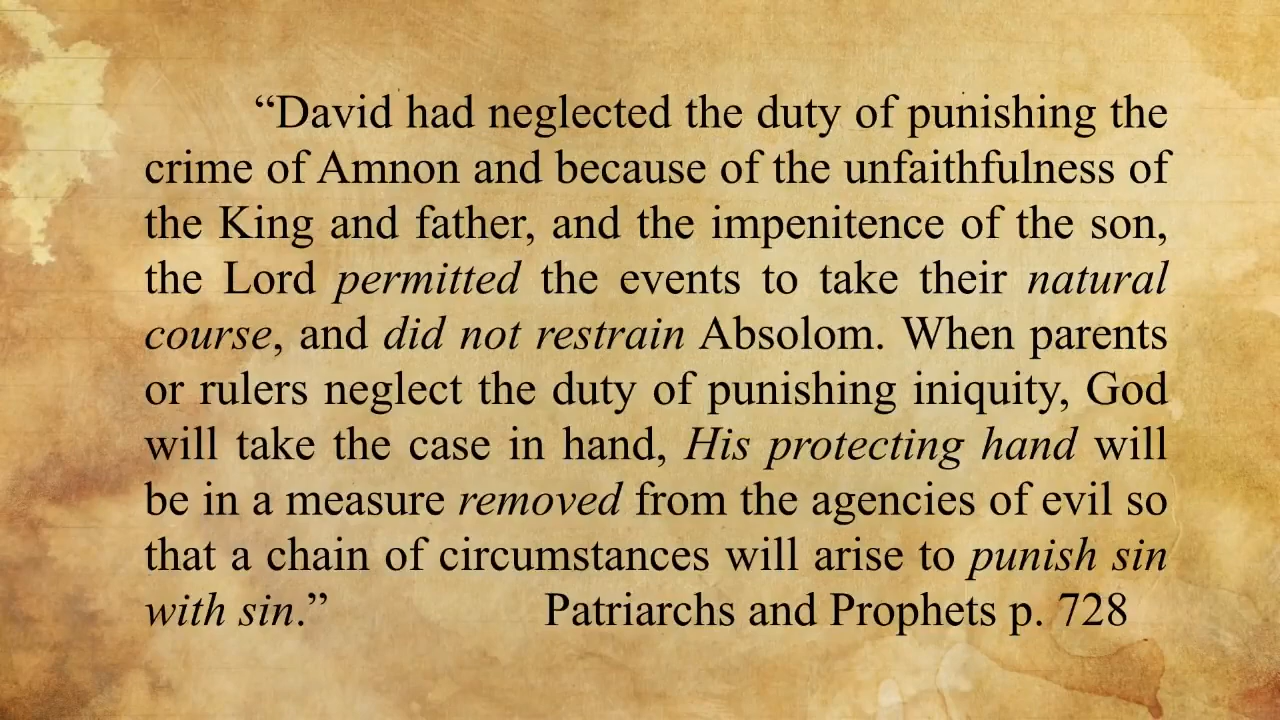 “David had neglected the duty of punishing the
crime of Amnon and because of the unfaithfulness of
the King and father, and the impenitence of the son,
the Lord permitted the events to take their natural
course, and did not restrain Absolom. When parents
or rulers neglect the duty of punishing iniquity, God
will take the case in hand, His protecting hand will
be in a measure removed from the agencies of evil so
that a chain of circumstances will arise to punish sin
with sin.” Patriarchs and Prophets p. 728